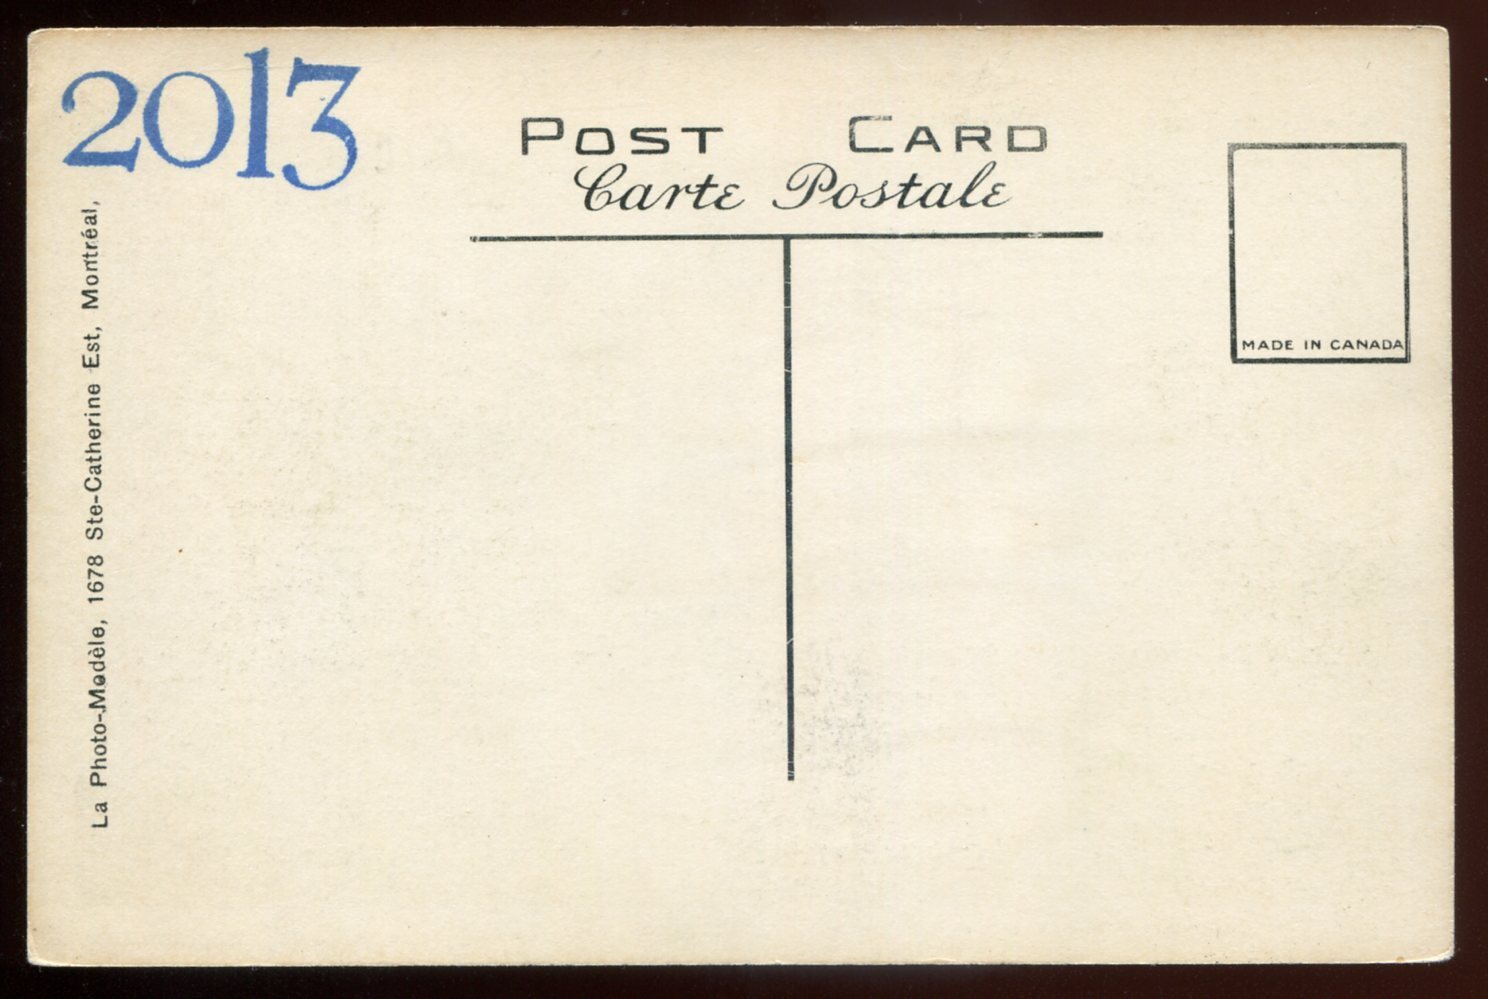 2013
POST CARD
Carte Postale
MADE IN CANADA
La Photo-Modèle, 1678 Ste-Catherine Est, Montréal,